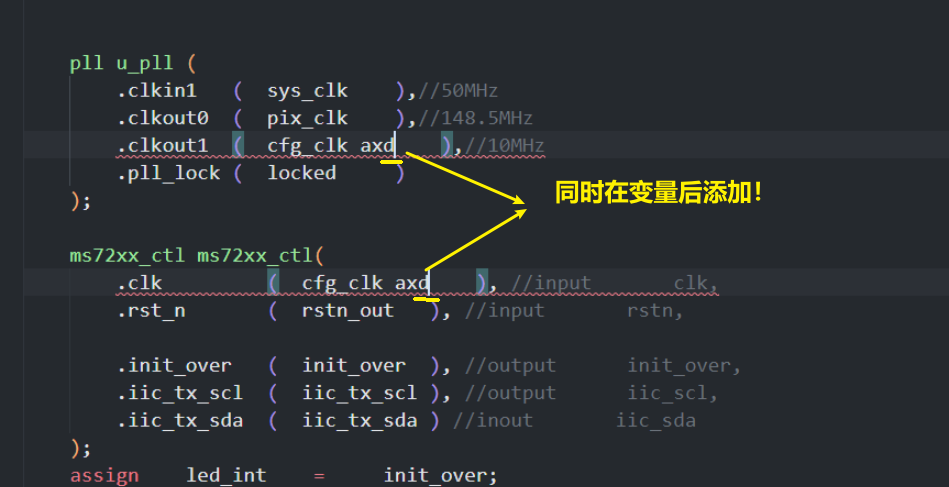 pll u_pll (
.clkin1 ( sys_clk ),//50MHz
.clkout0 ( pix_clk ),//148.5MHz
.clkout1 ( cfg_clk axd ),//10MHz
.pll_lock ( locked )
);
同时在变量后添加！
ms72xx_ctl ms72xx_ctl(
.clk ( cfg_clk axd ), //input clk,
.rst_n ( rstn_out ), //input rstn,
.init_over ( init_over ), //output init_over,
.iic_tx_scl ( iic_tx_scl ), //output iic_scl,
.iic_tx_sda ( iic_tx_sda ) //inout iic_sda
);
assign led_int = init_over;